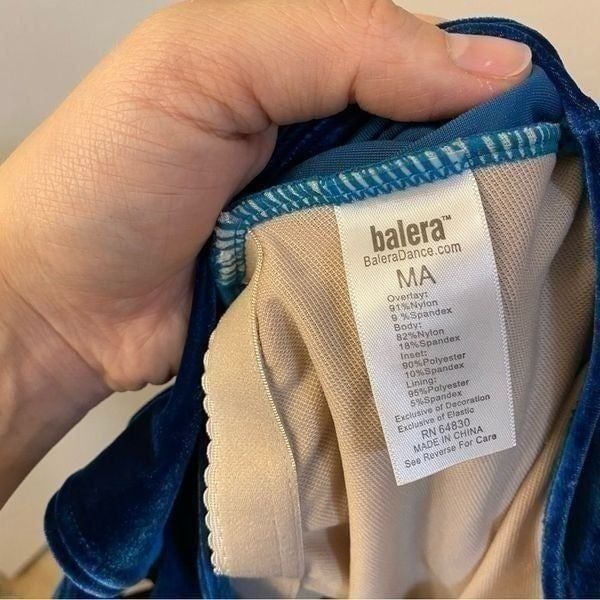 balera™
BaleraDance.com
MA
Overlay:
91%Nylon
9 %Spandex
Body:
82%Nylon
18%Spandex
Inset:
90%Polyester
10%Spandex
Lining:
95%Polyester
5%Spandex
Exclusive of Decoration
Exclusive of Elastic
RN 64830
MADE IN CHINA
See Reverse For Care